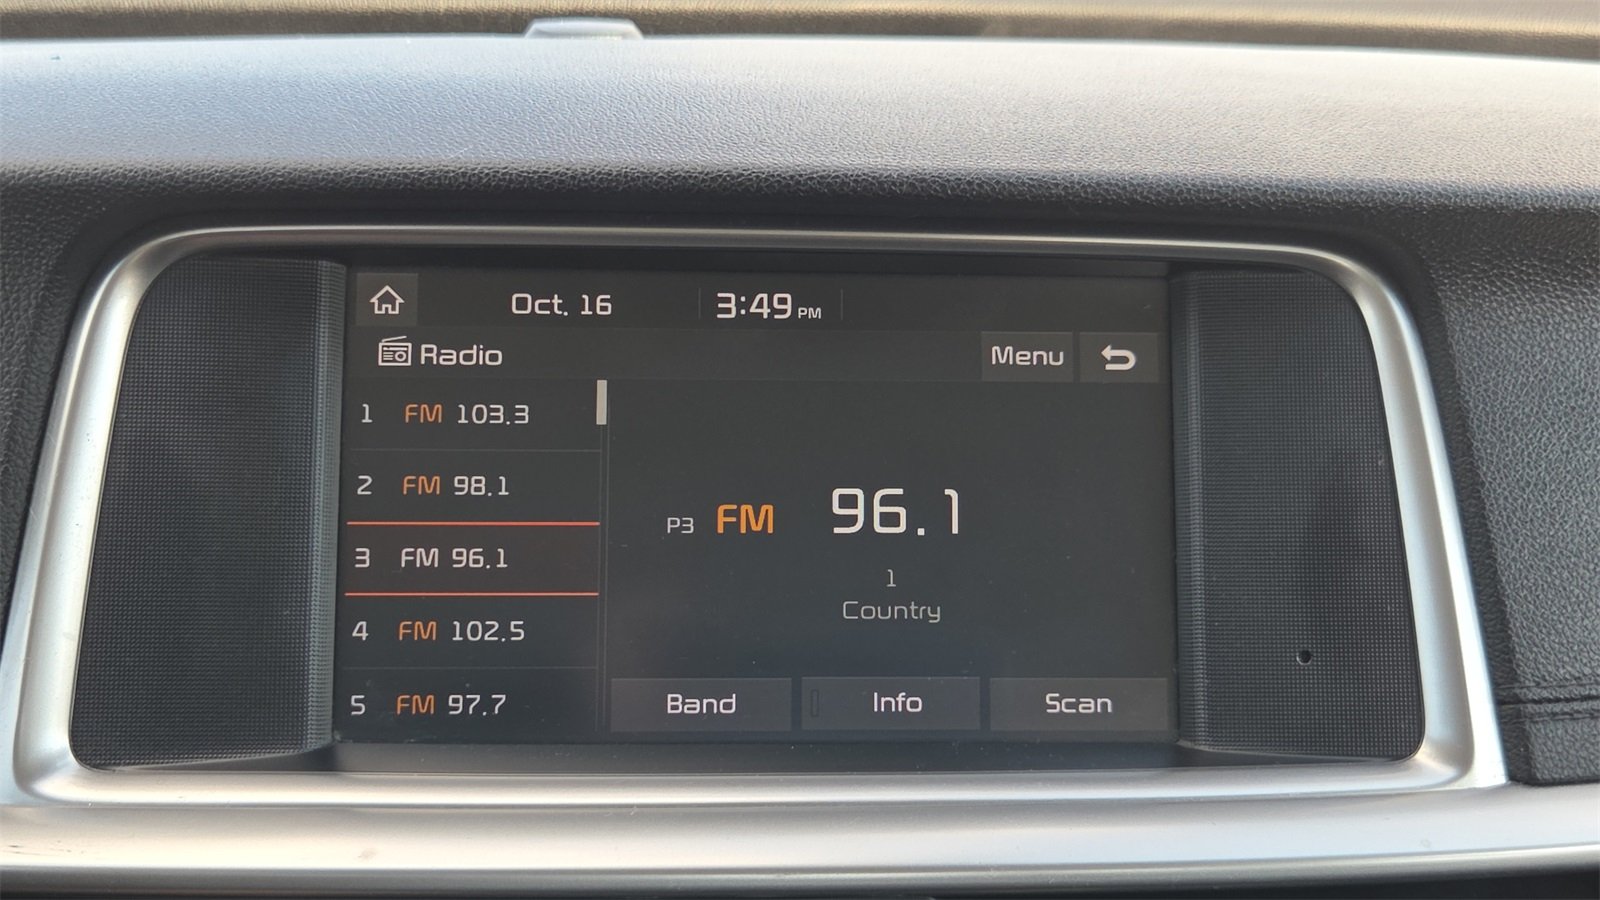 Oct. 16 3:49 PM
Radio Menu
1 FM 103.3
2 FM 98.1
3 FM 96.1
4 FM 102.5
5 FM 97.7
P3 FM 96.1
1
Country
Band Info Scan